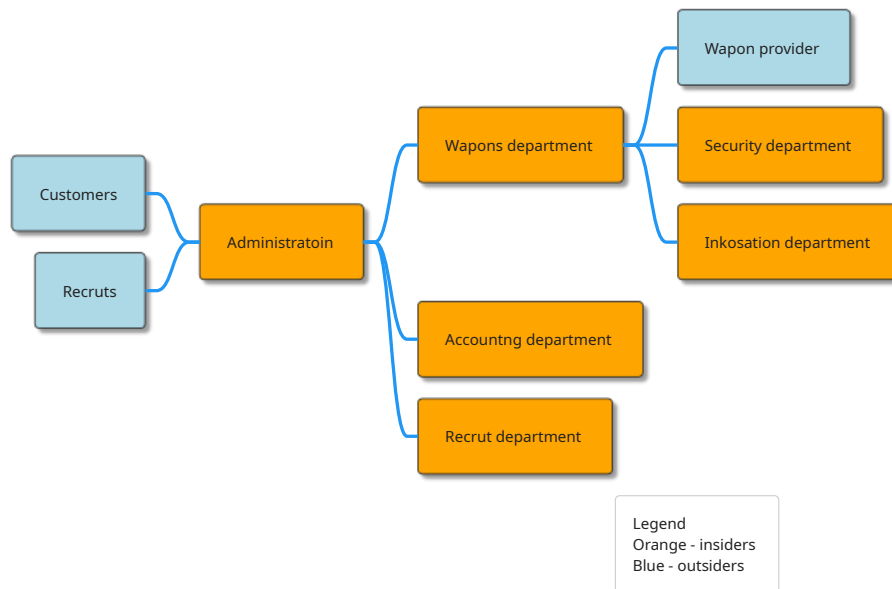 Wapon provider
Wapons department
Security department
Customers
Administratoin
Inkosation department
Recruts
Accountng department
Recrut department
Legend
Orange - insiders
Blue - outsiders